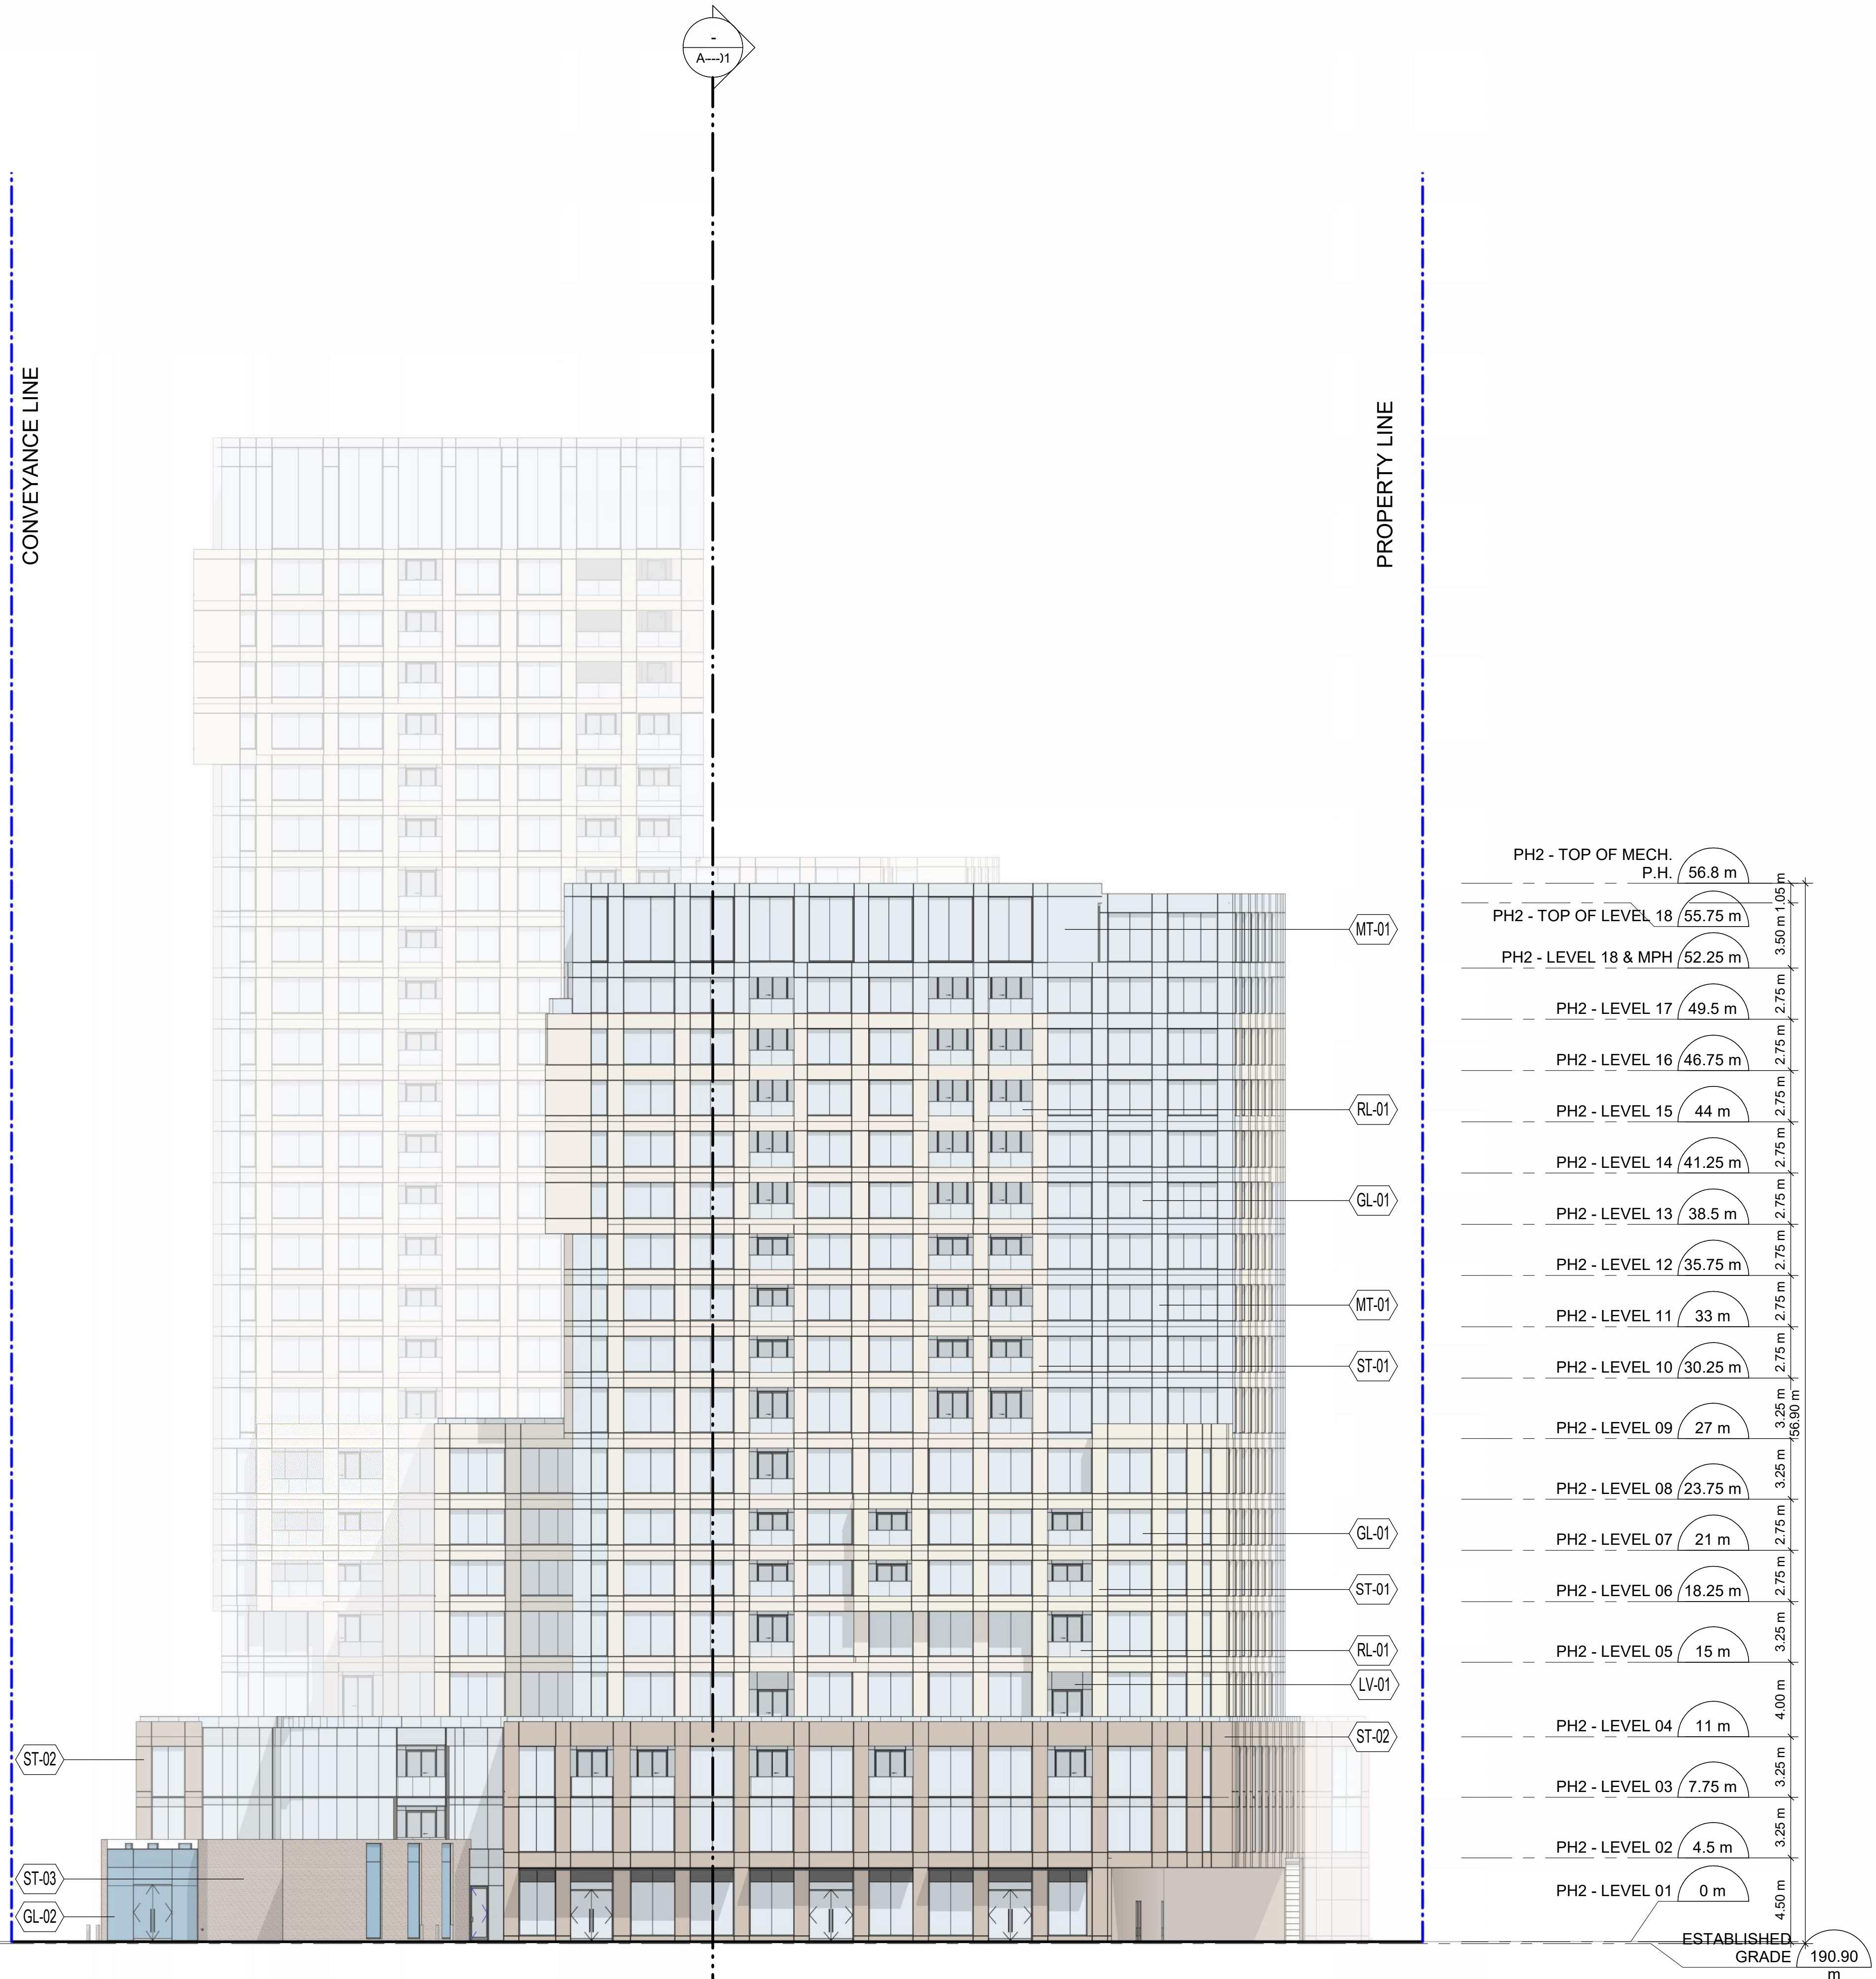 -
A----01
CONVEYANCE LINE
PROPERTY LINE
PH2 - TOP OF MECH.
P.H. 56.8 m
1.05 m
PH2 - TOP OF LEVEL 18 55.75 m
3.50 m
MT-01
PH2 - LEVEL 18 & MPH 52.25 m
2.75 m
PH2 - LEVEL 17 49.5 m
2.75 m
PH2 - LEVEL 16 46.75 m
2.75 m
RL-01
PH2 - LEVEL 15 44 m
2.75 m
PH2 - LEVEL 14 41.25 m
2.75 m
GL-01
PH2 - LEVEL 13 38.5 m
2.75 m
PH2 - LEVEL 12 35.75 m
2.75 m
MT-01
PH2 - LEVEL 11 33 m
2.75 m
ST-01
PH2 - LEVEL 10 30.25 m
3.25 m
56.90 m
PH2 - LEVEL 09 27 m
3.25 m
PH2 - LEVEL 08 23.75 m
2.75 m
GL-01
PH2 - LEVEL 07 21 m
2.75 m
ST-01
PH2 - LEVEL 06 18.25 m
3.25 m
RL-01
PH2 - LEVEL 05 15 m
LV-01
4.00 m
PH2 - LEVEL 04 11 m
ST-02
ST-02
3.25 m
PH2 - LEVEL 03 7.75 m
3.25 m
PH2 - LEVEL 02 4.5 m
ST-03
PH2 - LEVEL 01 0 m
4.50 m
GL-02
ESTABLISHED
GRADE 190.90
m